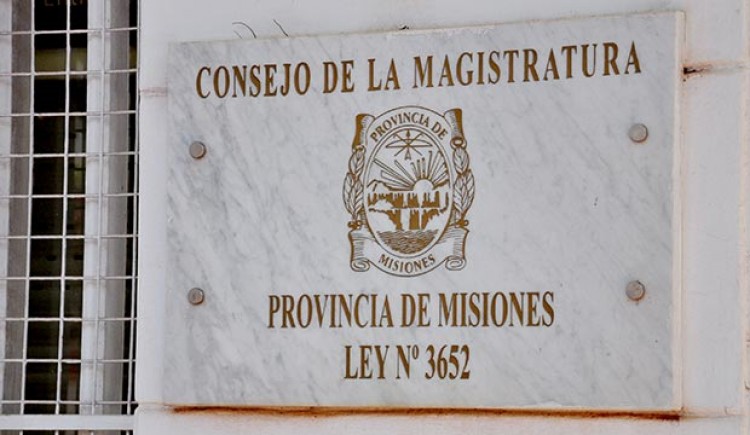 CONSEJO DE LA MAGISTRATURA
PROVINCIA DE
MISIONES
PROVINCIA DE MISIONES
LEY Nº 3652